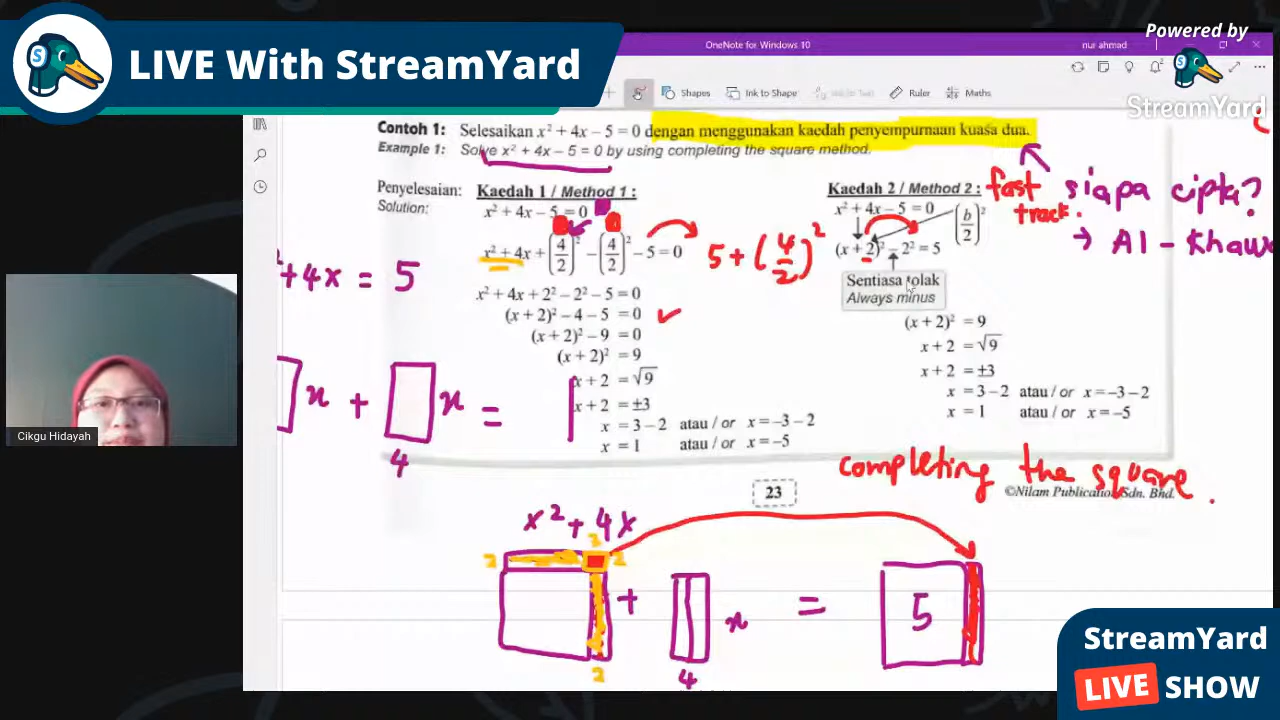 LIVE With StreamYard
Powered by
StreamYard
OneNote for Windows 10
nur ahmad
Shapes
Ink to Shape
Ink to Text
Ruler
Maths
Contoh 1: Selesaikan x² + 4x − 5 = 0 dengan menggunakan kaedah penyempurnaan kuasa dua.
Example 1: Solve x² + 4x − 5 = 0 by using completing the square method.
Penyelesaian:
Solution:
Kaedah 1 / Method 1 :
x² + 4x − 5 = 0
x² + 4x + (4/2)² − (4/2)² − 5 = 0
x² + 4x + 2² − 2² − 5 = 0
(x + 2)² − 4 − 5 = 0
(x + 2)² − 9 = 0
(x + 2)² = 9
x + 2 = √9
x + 2 = ±3
x = 3 − 2 atau / or x = −3 − 2
x = 1 atau / or x = −5
5 + (4/2)²
Kaedah 2 / Method 2 :
x² + 4x − 5 = 0
(b/2)²
(x + 2)² − 2² = 5
Sentiasa tolak
Always minus
(x + 2)² = 9
x + 2 = √9
x + 2 = ±3
x = 3 − 2 atau / or x = −3 − 2
x = 1 atau / or x = −5
fast
track.
siapa cipta?
→ Al - Khaw
+ 4x = 5
x + x =
4
completing the square.
23
©Nilam Publication Sdn. Bhd.
x² + 4x
2 2 2
+ x = 5
2
4
Cikgu Hidayah
StreamYard
LIVE SHOW